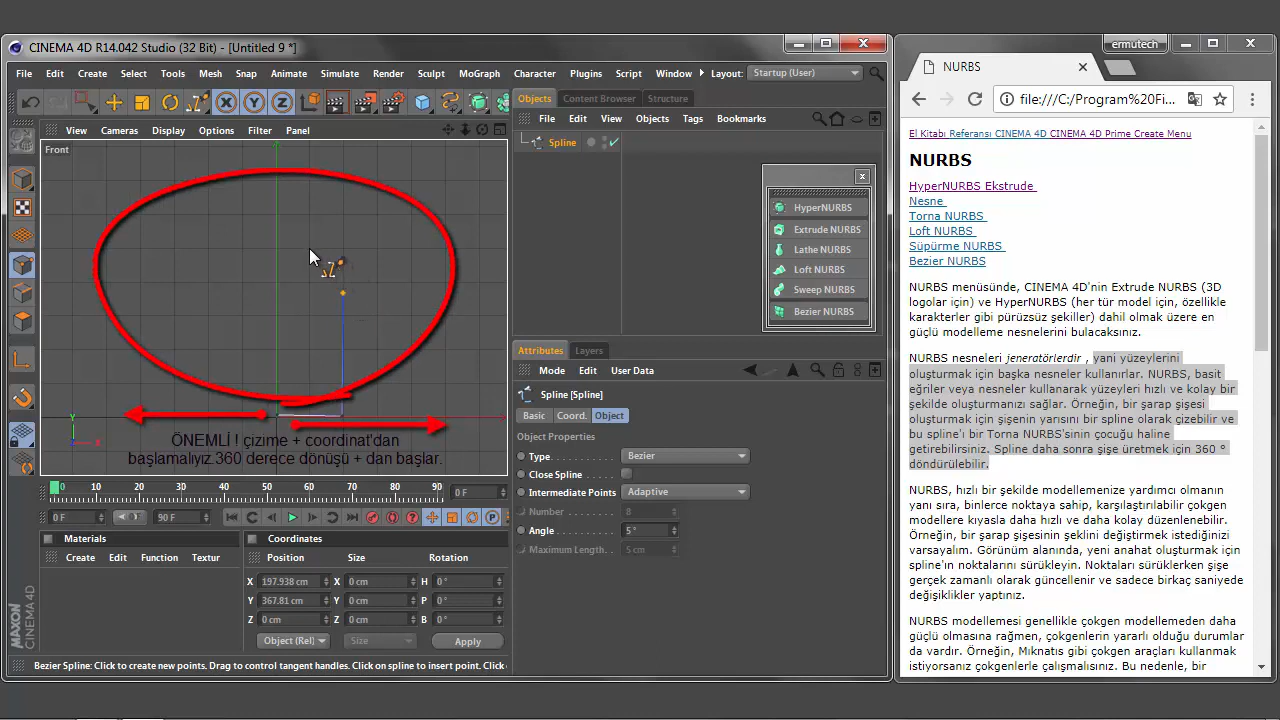 CINEMA 4D R14.042 Studio (32 Bit) - [Untitled 9 *]
File Edit Create Select Tools Mesh Snap Animate Simulate Render Sculpt MoGraph Character Plugins Script Window Layout: Startup (User)
View Cameras Display Options Filter Panel
Front
ÖNEMLİ ! çizime + coordinat'dan
başlamalıyız.360 derece dönüşü + dan başlar.
Y
X
0 10 20 30 40 50 60 70 80 90
0 F
0 F
90 F
Materials
Create Edit Function Textur
Coordinates
Position Size Rotation
X 197.938 cm X 0 cm H 0 °
Y 367.81 cm Y 0 cm P 0 °
Z 0 cm Z 0 cm B 0 °
Object (Rel) Size Apply
MAXON
CINEMA 4D
Bezier Spline: Click to create new points. Drag to control tangent handles. Click on spline to insert point. Click
Objects Content Browser Structure
File Edit View Objects Tags Bookmarks
Spline
x
HyperNURBS
Extrude NURBS
Lathe NURBS
Loft NURBS
Sweep NURBS
Bezier NURBS
Attributes Layers
Mode Edit User Data
Spline [Spline]
Basic Coord. Object
Object Properties
Type Bezier
Close Spline
Intermediate Points Adaptive
Number 8
Angle 5 °
Maximum Length. 5 cm
ermutech
NURBS
file:///C:/Program%20Fi...
El Kitabı Referansı CINEMA 4D CINEMA 4D Prime Create Menu
NURBS
HyperNURBS Ekstrude
Nesne
Torna NURBS
Loft NURBS
Süpürme NURBS
Bezier NURBS
NURBS menüsünde, CINEMA 4D'nin Extrude NURBS (3D
logolar için) ve HyperNURBS (her tür model için, özellikle
karakterler gibi pürüzsüz şekiller) dahil olmak üzere en
güçlü modelleme nesnelerini bulacaksınız.
NURBS nesneleri jeneratörlerdir , yani yüzeylerini
oluşturmak için başka nesneler kullanırlar. NURBS, basit
eğriler veya nesneler kullanarak yüzeyleri hızlı ve kolay bir
şekilde oluşturmanızı sağlar. Örneğin, bir şarap şişesi
oluşturmak için şişenin yarısını bir spline olarak çizebilir ve
bu spline'ı bir Torna NURBS'sinin çocuğu haline
getirebilirsiniz. Spline daha sonra şişe üretmek için 360 °
döndürülebilir.
NURBS, hızlı bir şekilde modellemenize yardımcı olmanın
yanı sıra, binlerce noktaya sahip, karşılaştırılabilir çokgen
modellere kıyasla daha hızlı ve daha kolay düzenlenebilir.
Örneğin, bir şarap şişesinin şeklini değiştirmek istediğinizi
varsayalım. Görünüm alanında, yeni anahat oluşturmak için
spline'ın noktalarını sürükleyin. Noktaları sürüklerken şişe
gerçek zamanlı olarak güncellenir ve sadece birkaç saniyede
değişiklikler yaptınız.
NURBS modellemesi genellikle çokgen modellemeden daha
güçlü olmasına rağmen, çokgenlerin yararlı olduğu durumlar
da vardır. Örneğin, Mıknatıs gibi çokgen araçları kullanmak
istiyorsanız çokgenlerle çalışmalısınız. Bu nedenle, bir